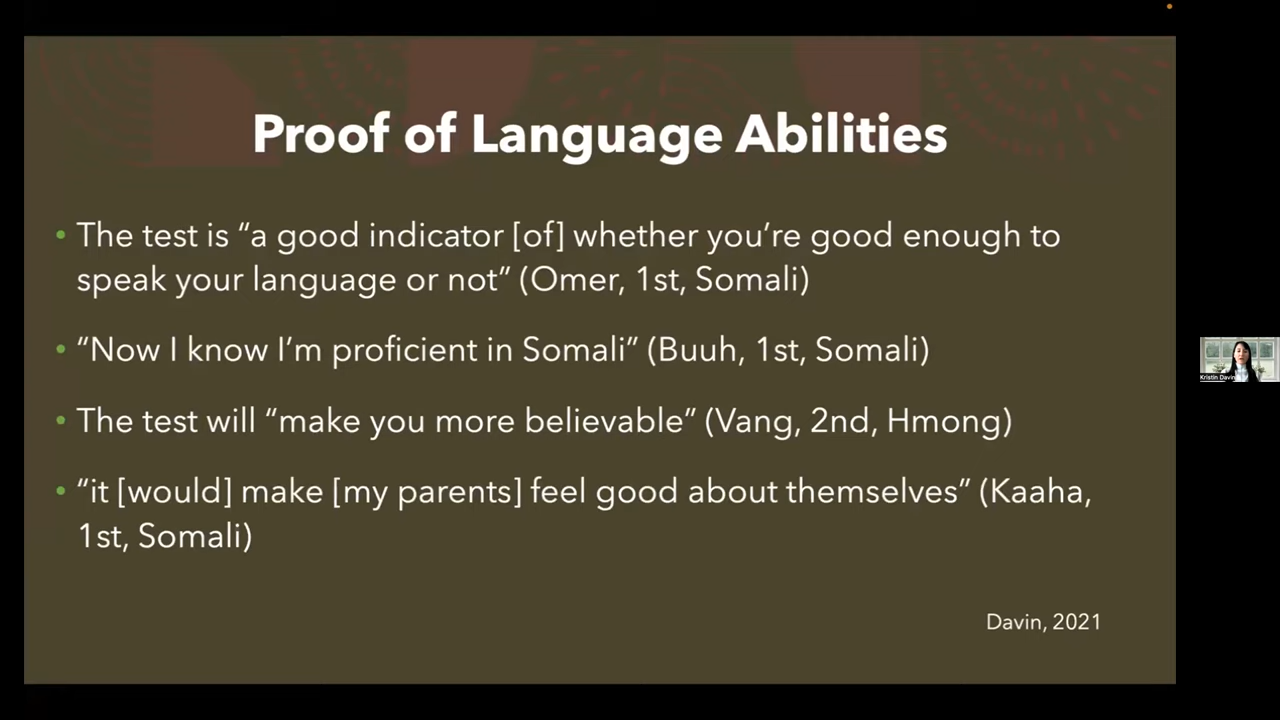 Proof of Language Abilities
• The test is “a good indicator [of] whether you’re good enough to
speak your language or not” (Omer, 1st, Somali)
• “Now I know I’m proficient in Somali” (Buuh, 1st, Somali)
• The test will “make you more believable” (Vang, 2nd, Hmong)
• “it [would] make [my parents] feel good about themselves” (Kaaha,
1st, Somali)
Davin, 2021
Kristin Davin